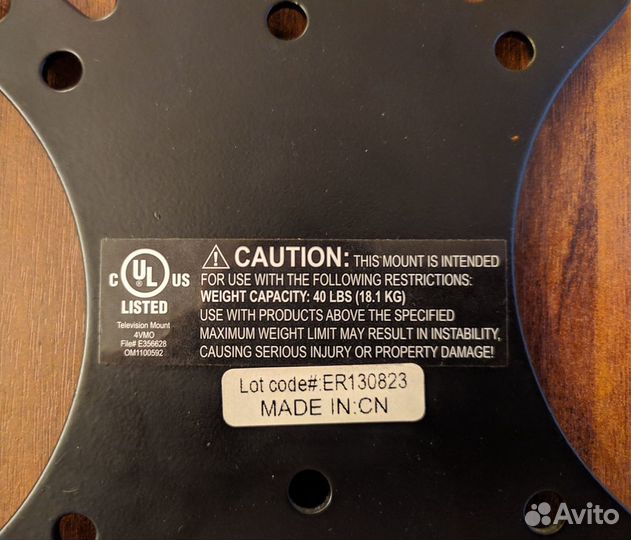 C UL US
LISTED
Television Mount
4VMO
File# E356628
OM1100592
CAUTION: THIS MOUNT IS INTENDED
FOR USE WITH THE FOLLOWING RESTRICTIONS:
WEIGHT CAPACITY: 40 LBS (18.1 KG)
USE WITH PRODUCTS ABOVE THE SPECIFIED
MAXIMUM WEIGHT LIMIT MAY RESULT IN INSTABILITY,
CAUSING SERIOUS INJURY OR PROPERTY DAMAGE!
Lot code#:ER130823
MADE IN:CN
Avito